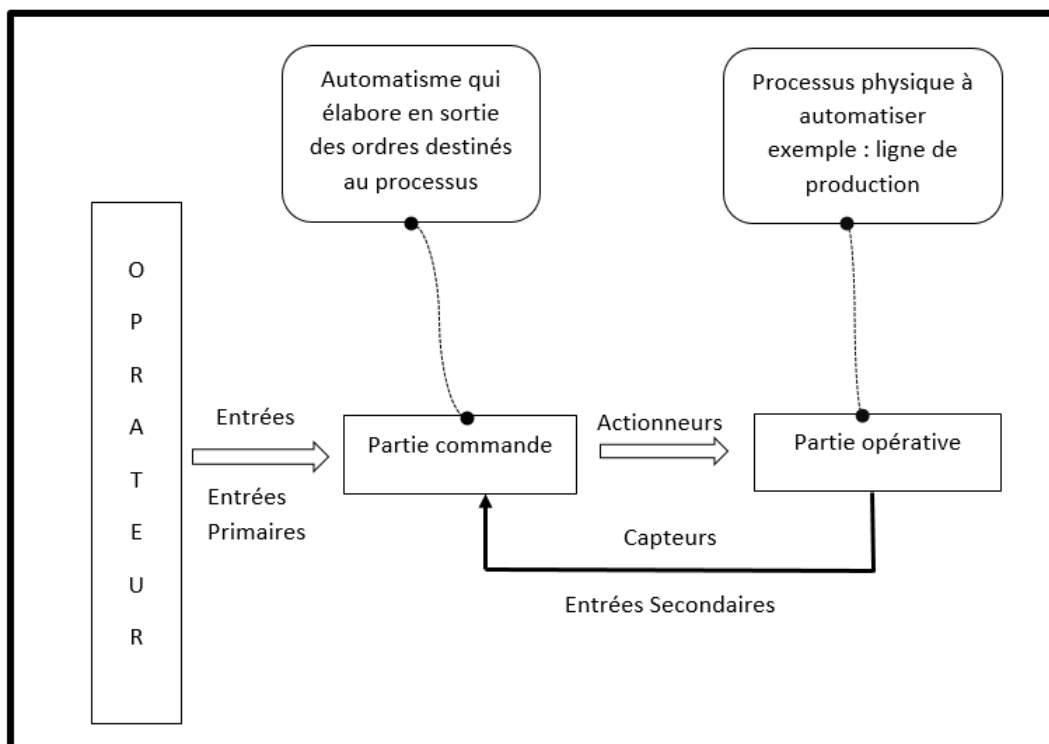 Automatisme qui
élabore en sortie
des ordres destinés
au processus
Processus physique à
automatiser
exemple : ligne de
production
O
P
R
A
T
E
U
R
Entrées
Entrées
Primaires
Partie commande
Actionneurs
Partie opérative
Capteurs
Entrées Secondaires